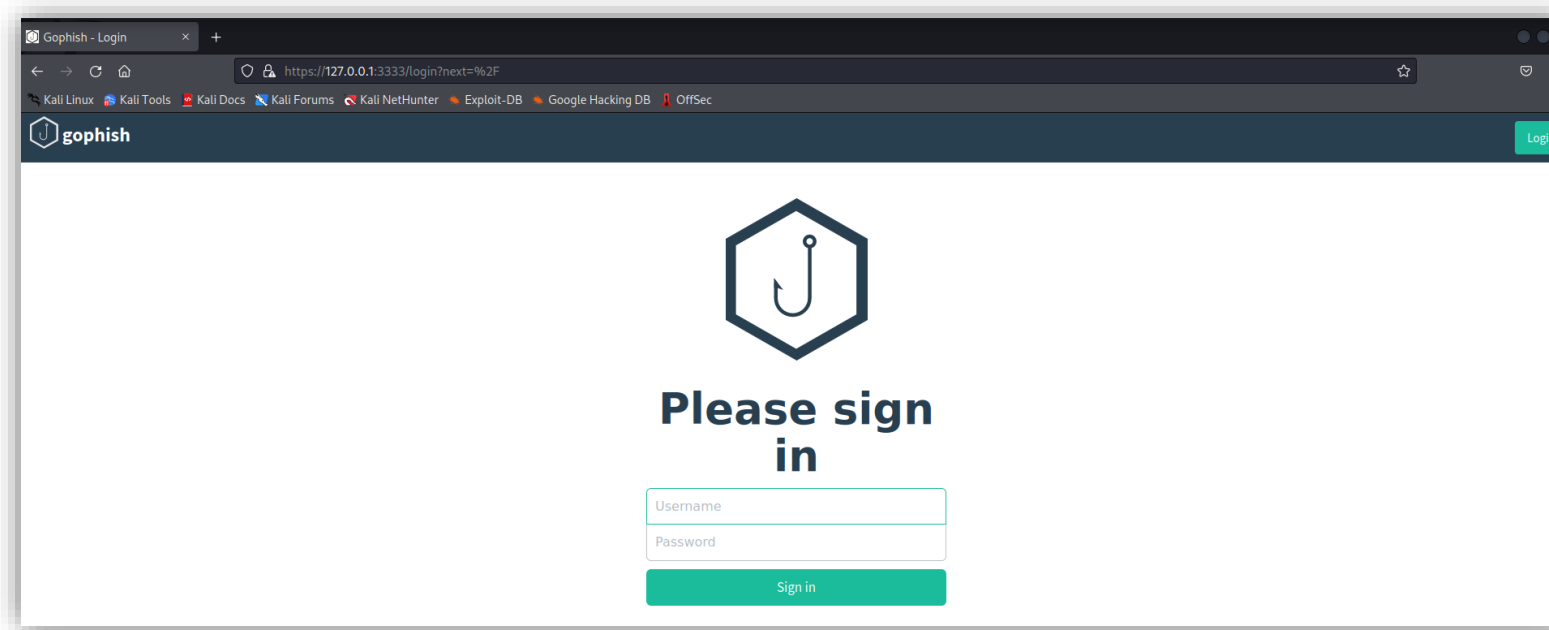 Gophish - Login
https://127.0.0.1:3333/login?next=%2F
Kali Linux Kali Tools Kali Docs Kali Forums Kali NetHunter Exploit-DB Google Hacking DB OffSec
gophish
Logi
Please sign
in
Username
Password
Sign in